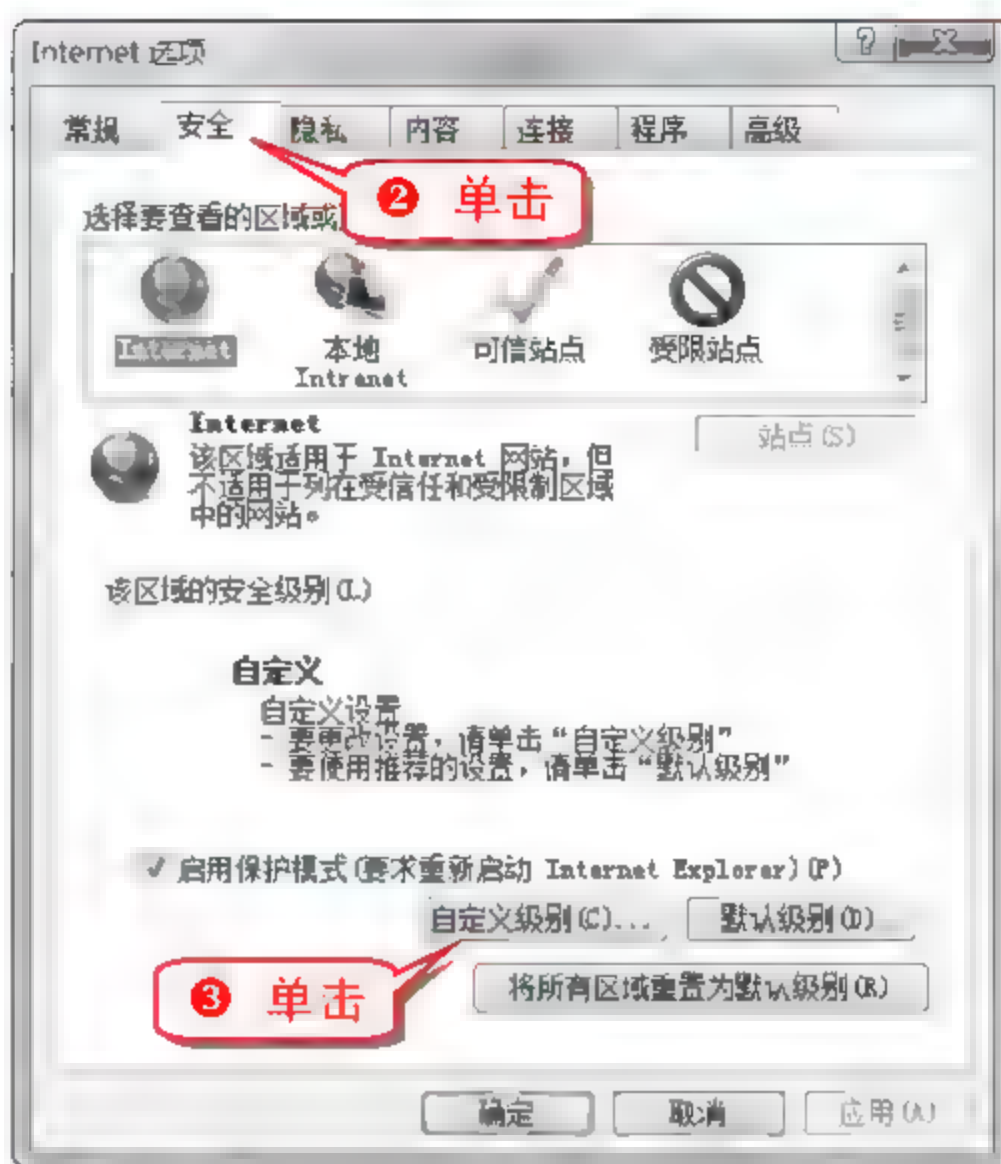 Internet 选项
常规 安全 隐私 内容 连接 程序 高级
❷ 单击
选择要查看的区域或
Internet 本地 Intranet 可信站点 受限站点
Internet
站点(S)
该区域适用于 Internet 网站，但
不适用于列在受信任和受限制区域
中的网站。
该区域的安全级别(L)
自定义
自定义设置
- 要更改设置，请单击“自定义级别”
- 要使用推荐的设置，请单击“默认级别”
启用保护模式(要求重新启动 Internet Explorer)(P)
自定义级别(C)... 默认级别(D)
❸ 单击
将所有区域重置为默认级别(R)
确定 取消 应用(A)